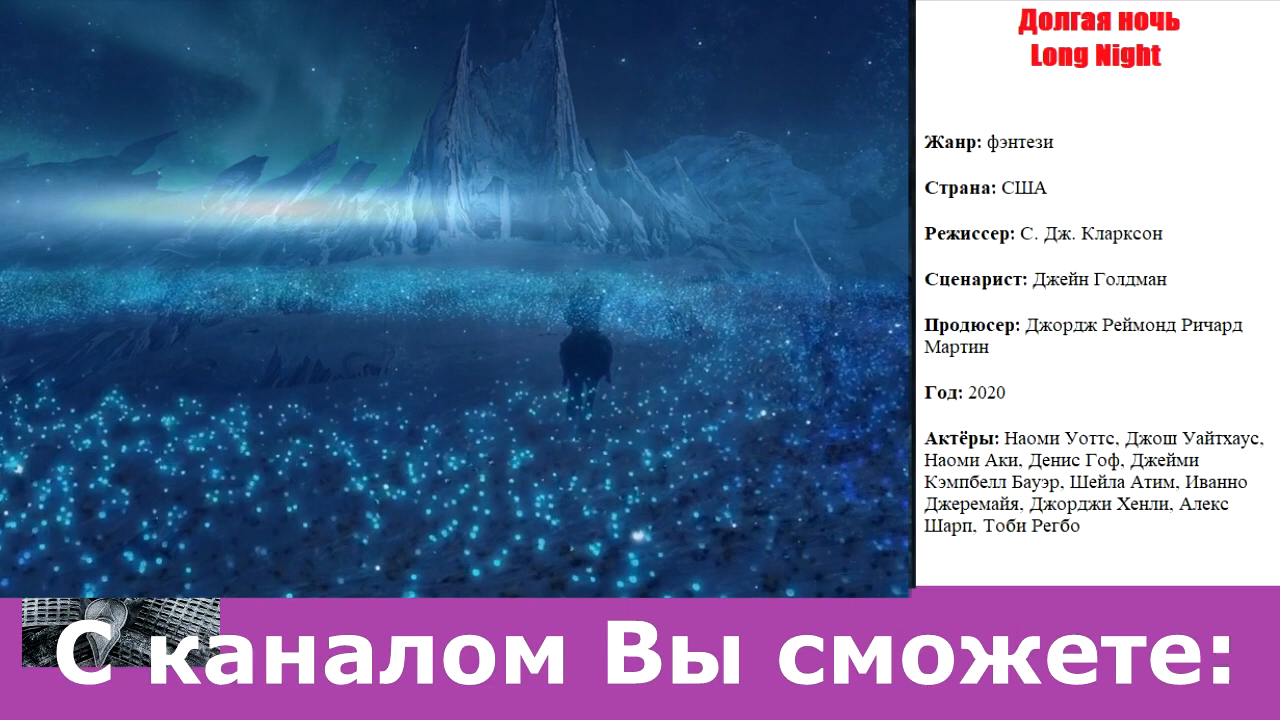 Долгая ночь
Long Night
Жанр: фэнтези
Страна: США
Режиссер: С. Дж. Кларксон
Сценарист: Джейн Голдман
Продюсер: Джордж Реймонд Ричард
Мартин
Год: 2020
Актёры: Наоми Уоттс, Джош Уайтхаус,
Наоми Аки, Денис Гоф, Джейми
Кэмпбелл Бауэр, Шейла Атим, Иванно
Джеремайя, Джорджи Хенли, Алекс
Шарп, Тоби Регбо
С каналом Вы сможете: